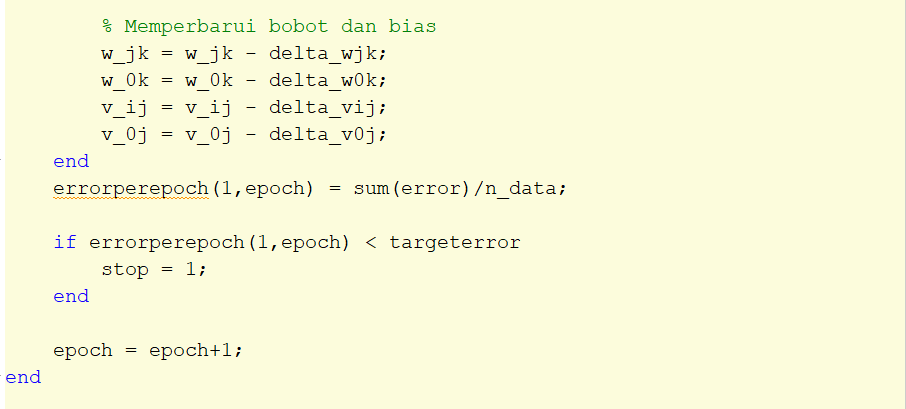 % Memperbarui bobot dan bias
w_jk = w_jk - delta_wjk;
w_0k = w_0k - delta_w0k;
v_ij = v_ij - delta_vij;
v_0j = v_0j - delta_v0j;
end
errorperepoch(1,epoch) = sum(error)/n_data;
if errorperepoch(1,epoch) < targeterror
stop = 1;
end
epoch = epoch+1;
end